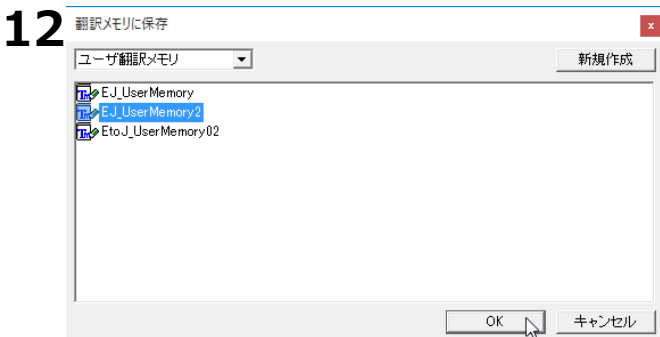 12
翻訳メモリに保存
x
ユーザ翻訳メモリ
新規作成
EJ_UserMemory
EJ_UserMemory2
EtoJ_UserMemory02
OK
キャンセル